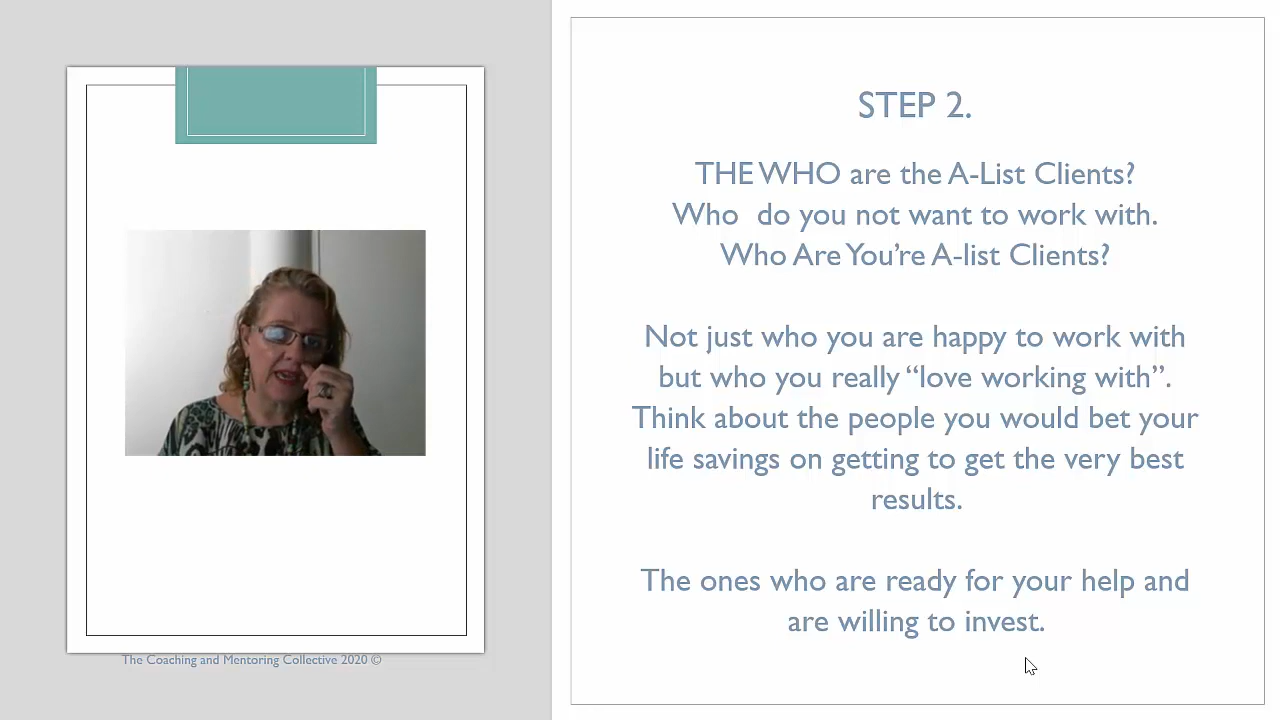 STEP 2.
THE WHO are the A-List Clients?
Who do you not want to work with.
Who Are You’re A-list Clients?
Not just who you are happy to work with
but who you really “love working with”.
Think about the people you would bet your
life savings on getting to get the very best
results.
The ones who are ready for your help and
are willing to invest.
The Coaching and Mentoring Collective 2020 ©